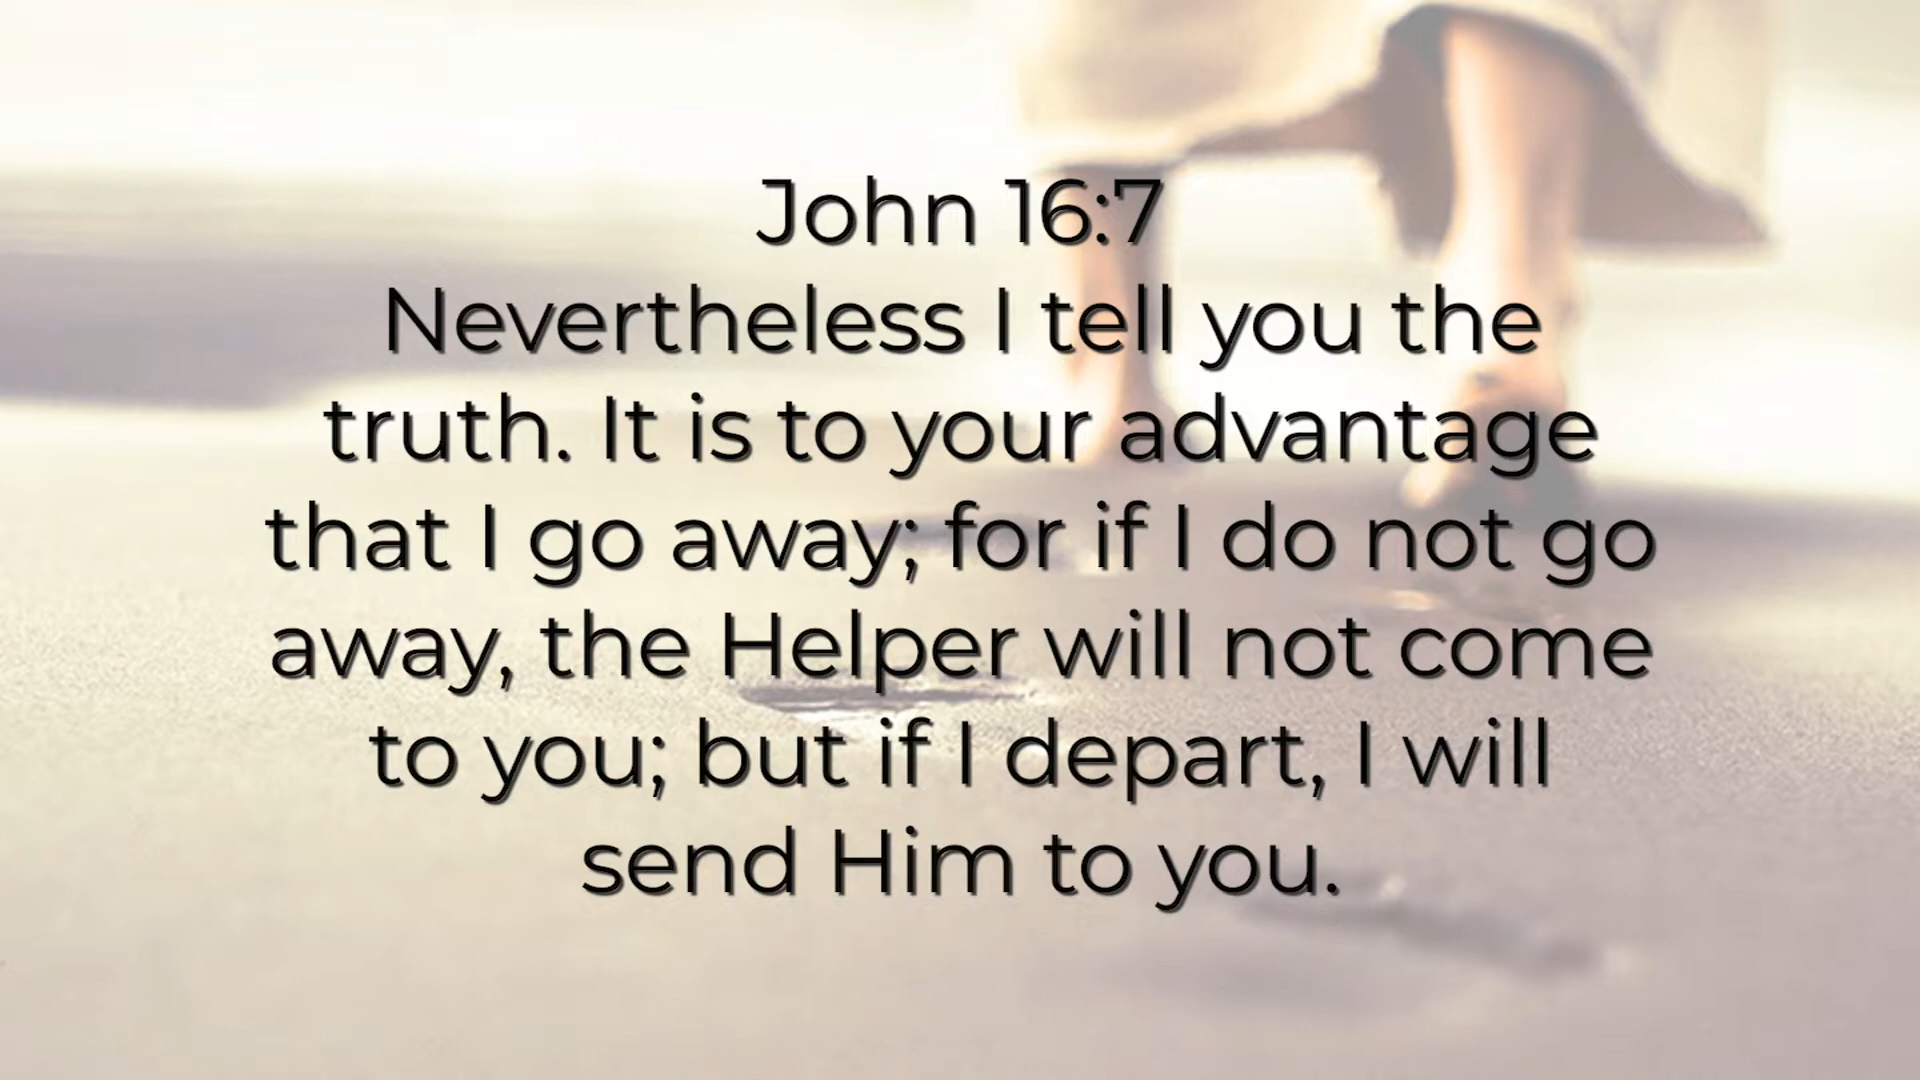 John 16:7
Nevertheless I tell you the
truth. It is to your advantage
that I go away; for if I do not go
away, the Helper will not come
to you; but if I depart, I will
send Him to you.